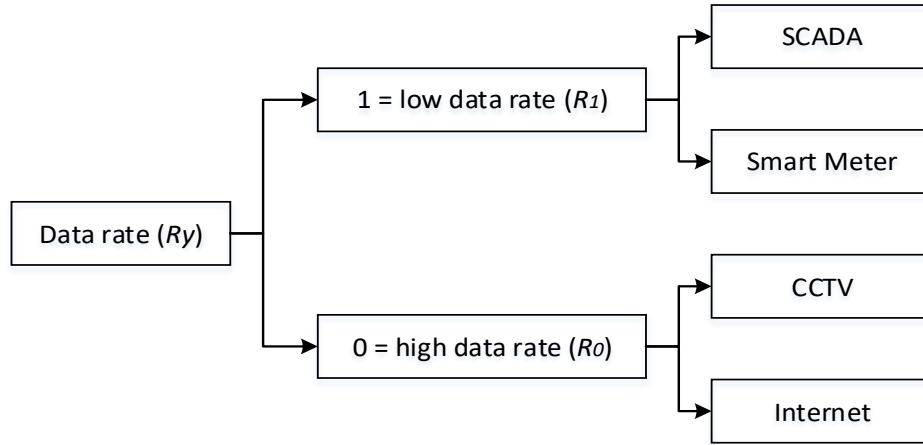 SCADA
1 = low data rate (R1)
Smart Meter
Data rate (Ry)
CCTV
0 = high data rate (R0)
Internet